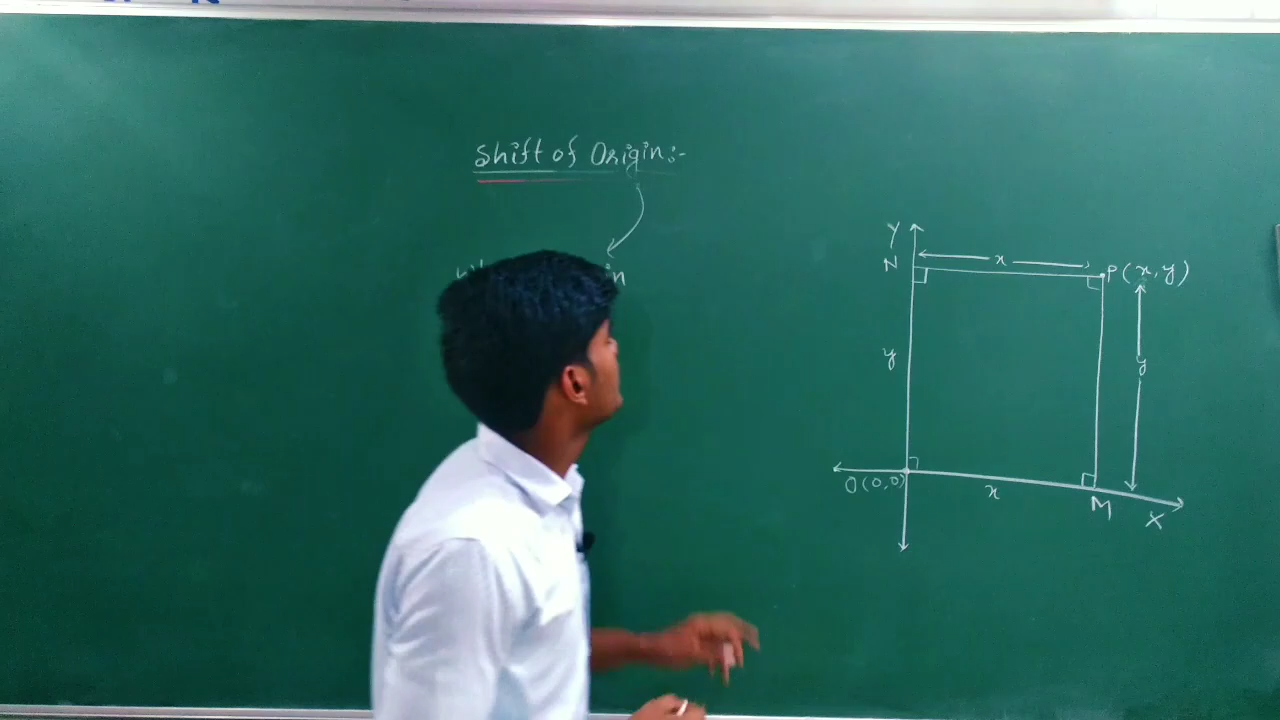 Shift of Origin:-
Y
N
x
P(x,y)
y
y
O(0,0)
x
M
X